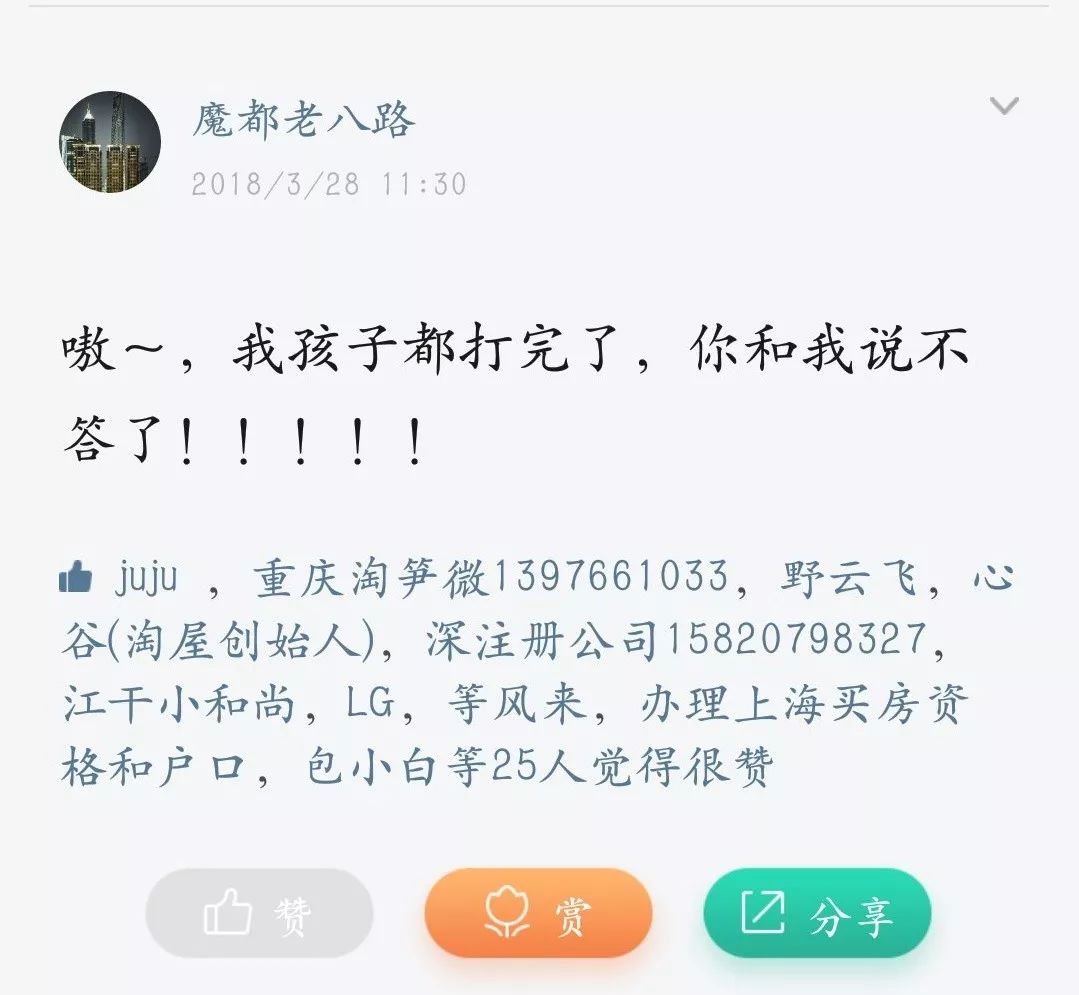 魔都老八路
2018/3/28 11:30
嗷～，我孩子都打完了，你和我说不
答了！！！！！
juju ，重庆淘笋微1397661033，野云飞，心
谷(淘屋创始人)，深注册公司15820798327，
江干小和尚，LG，等风来，办理上海买房资
格和户口，包小白等25人觉得很赞
赞 赏 分享